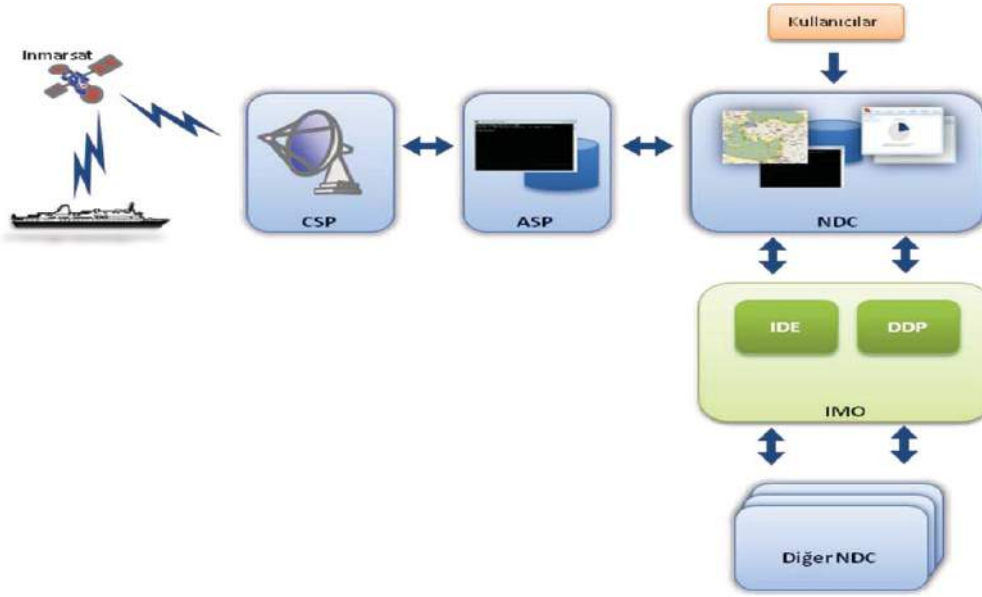 Kullanıcılar
Inmarsat
CSP
ASP
NDC
IDE
DDP
IMO
Diğer NDC